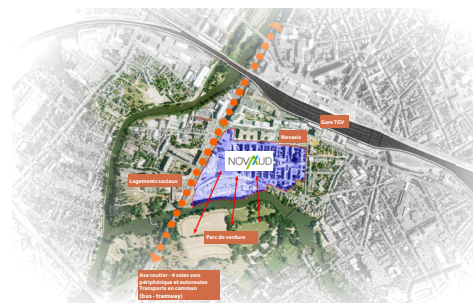 Gare TGV
Novaxis
NOVAXUD
Logements sociaux
Parc de verdure
Axe routier - 4 voies vers
périphérique et autoroutes
Transports en commun
(bus - tramway)